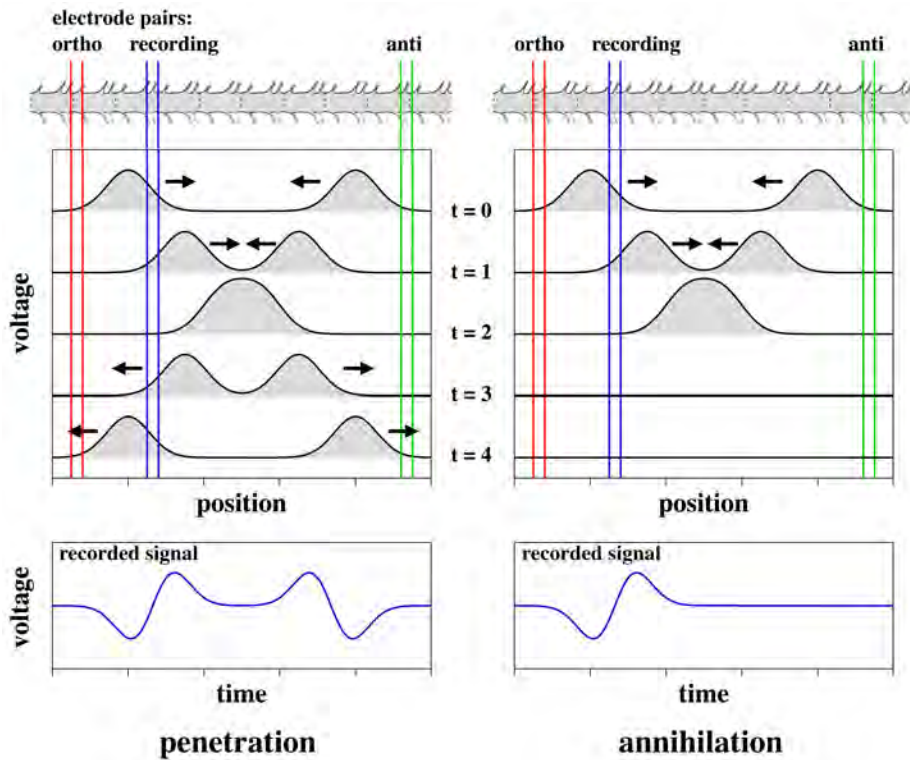 electrode pairs:
ortho recording anti ortho recording anti
t = 0
t = 1
t = 2
t = 3
t = 4
voltage
position position
recorded signal recorded signal
voltage
time time
penetration annihilation